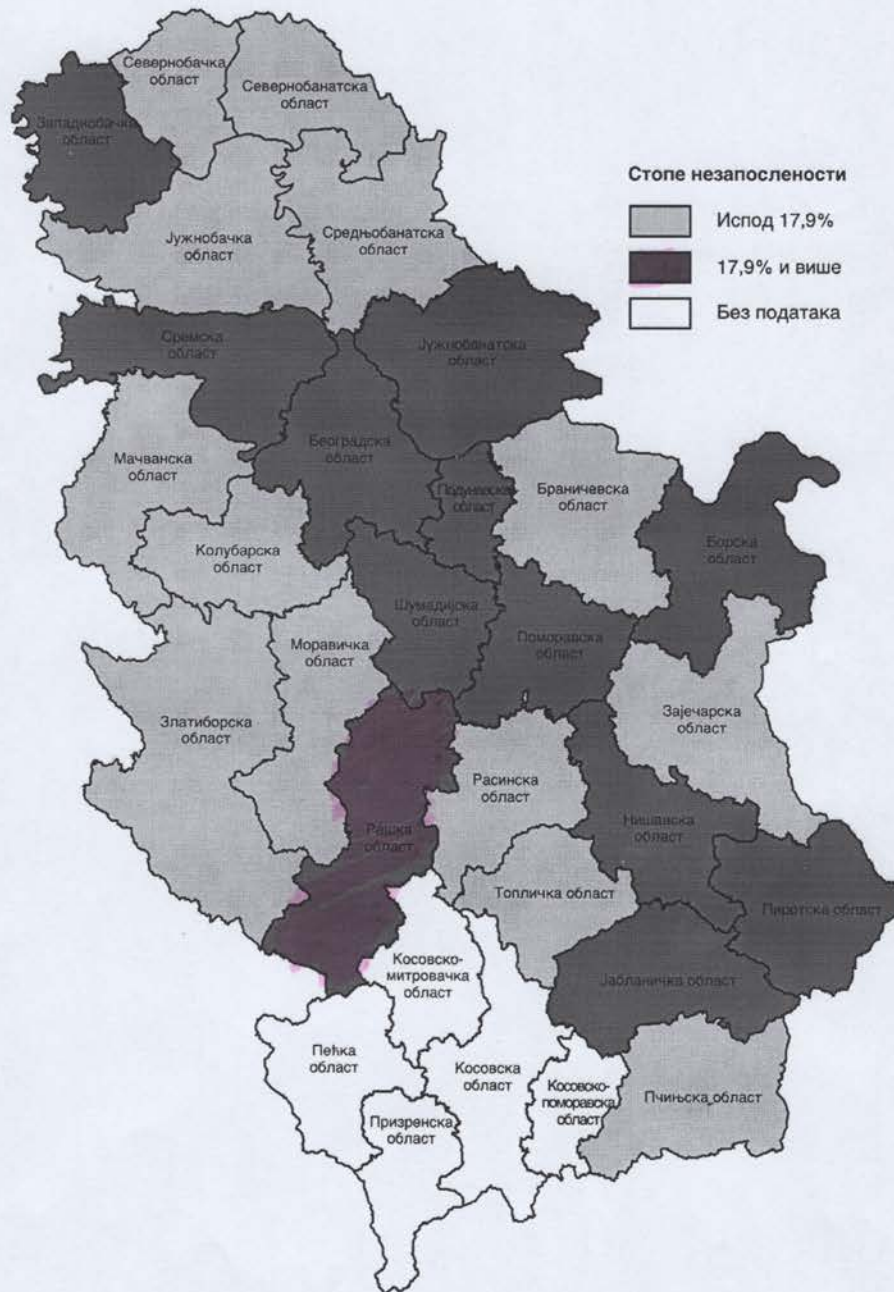 Севернобачка
област
Севернобанатска
област
Западнобачка
област
Јужнобачка
област
Средњобанатска
област
Стопе незапослености
Испод 17,9%
17,9% и више
Без података
Сремска
област
Јужнобанатска
област
Београдска
област
Мачванска
област
Подунавска
област
Браничевска
област
Борска
област
Колубарска
област
Шумадијска
област
Поморавска
област
Моравичка
област
Златиборска
област
Зајечарска
област
Расинска
област
Рашка
област
Нишавска
област
Топличка област
Пиротска област
Јабланичка област
Косовско-
митровачка
област
Пећка
област
Косовска
област
Косовско-
поморавска
област
Пчињска област
Призренска
област